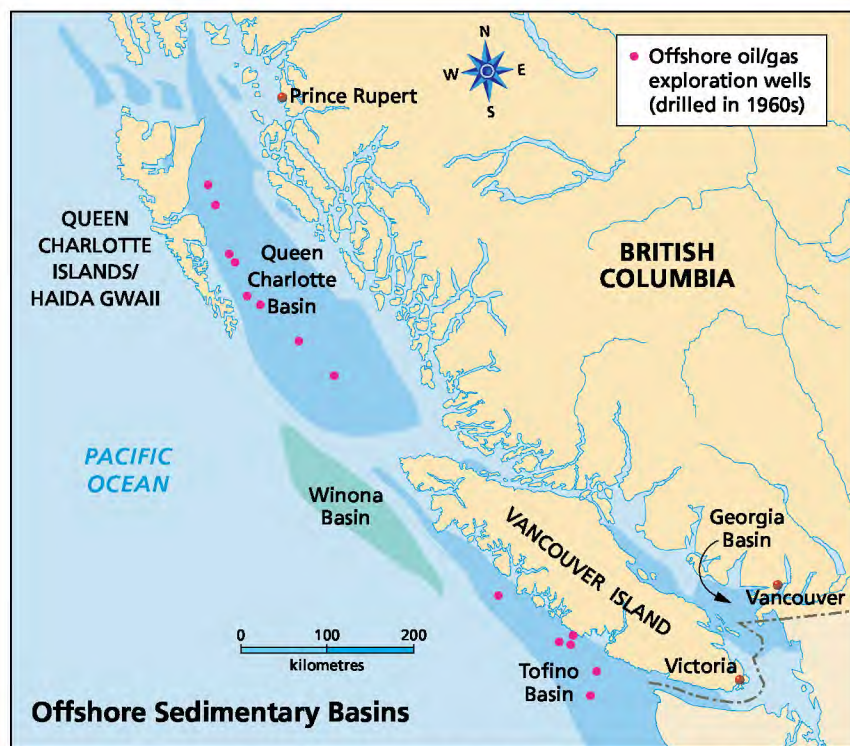 N
W
E
S
Offshore oil/gas
exploration wells
(drilled in 1960s)
Prince Rupert
QUEEN
CHARLOTTE
ISLANDS/
HAIDA GWAII
Queen
Charlotte
Basin
BRITISH
COLUMBIA
PACIFIC
OCEAN
Winona
Basin
VANCOUVER ISLAND
Georgia
Basin
Vancouver
0 100 200
kilometres
Tofino
Basin
Victoria
Offshore Sedimentary Basins